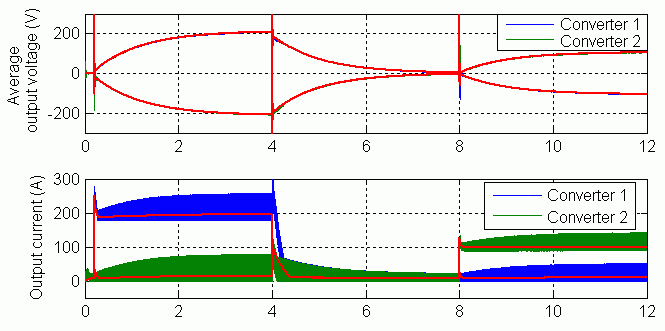 Average
output voltage (V)
200
0
-200
Converter 1
Converter 2
0 2 4 6 8 10 12
Output current (A)
300
200
100
0
Converter 1
Converter 2
0 2 4 6 8 10 12